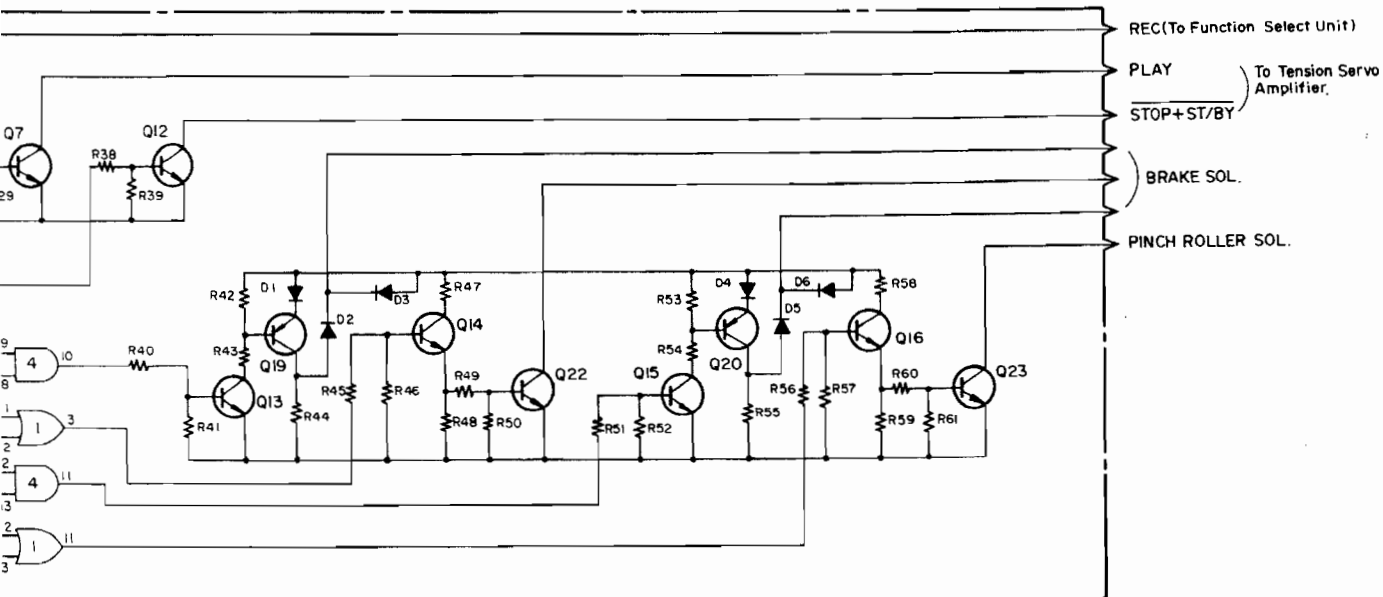 REC(To Function Select Unit)
PLAY
To Tension Servo
Amplifier.
STOP+ST/BY
BRAKE SOL.
PINCH ROLLER SOL.
Q7
Q12
R38
29
R39
R42
D1
D3
R47
R53
D4
D6
R58
D2
Q14
D5
Q16
R43
Q19
R54
Q20
9
4
10
8
R40
Q13
R41
R44
R45
R46
R49
Q22
R48
R50
Q15
R51
R52
R55
R56
R57
R60
Q23
R59
R61
1
1
3
2
2
4
11
13
2
1
11
3